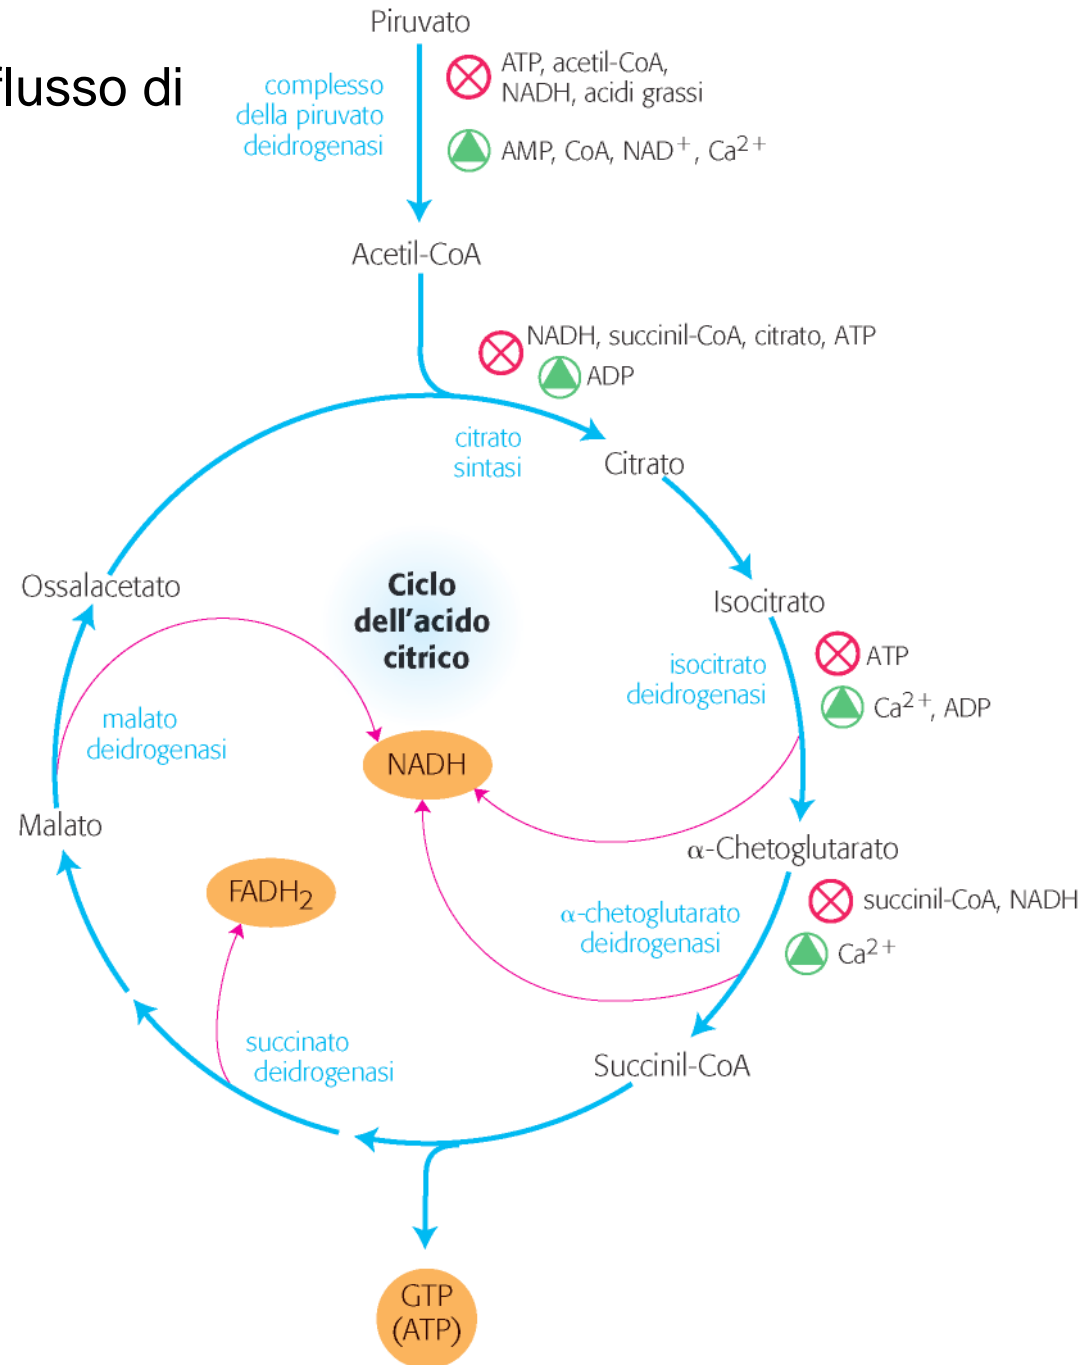 Piruvato
flusso di
complesso
della piruvato
deidrogenasi
ATP, acetil-CoA,
NADH, acidi grassi
AMP, CoA, NAD⁺, Ca²⁺
Acetil-CoA
NADH, succinil-CoA, citrato, ATP
ADP
citrato
sintasi
Citrato
Ossalacetato
Ciclo
dell'acido
citrico
Isocitrato
isocitrato
deidrogenasi
ATP
Ca²⁺, ADP
malato
deidrogenasi
NADH
Malato
α-Chetoglutarato
FADH₂
α-chetoglutarato
deidrogenasi
succinil-CoA, NADH
Ca²⁺
succinato
deidrogenasi
Succinil-CoA
GTP
(ATP)